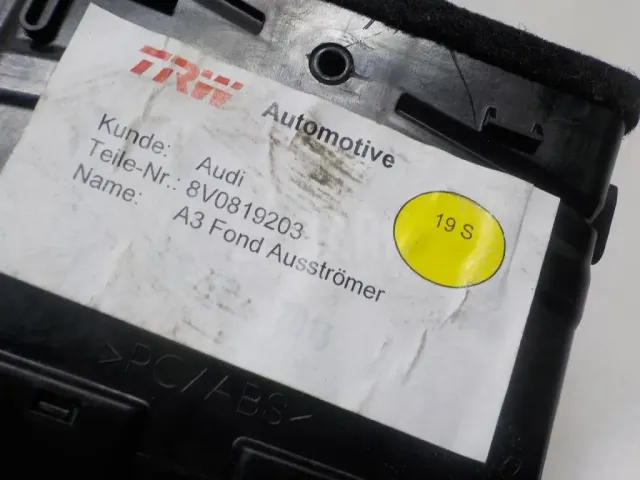 TRW Automotive
Kunde: Audi
Teile-Nr.: 8V0819203
Name: A3 Fond Ausströmer
19 S
>PC/ABS<